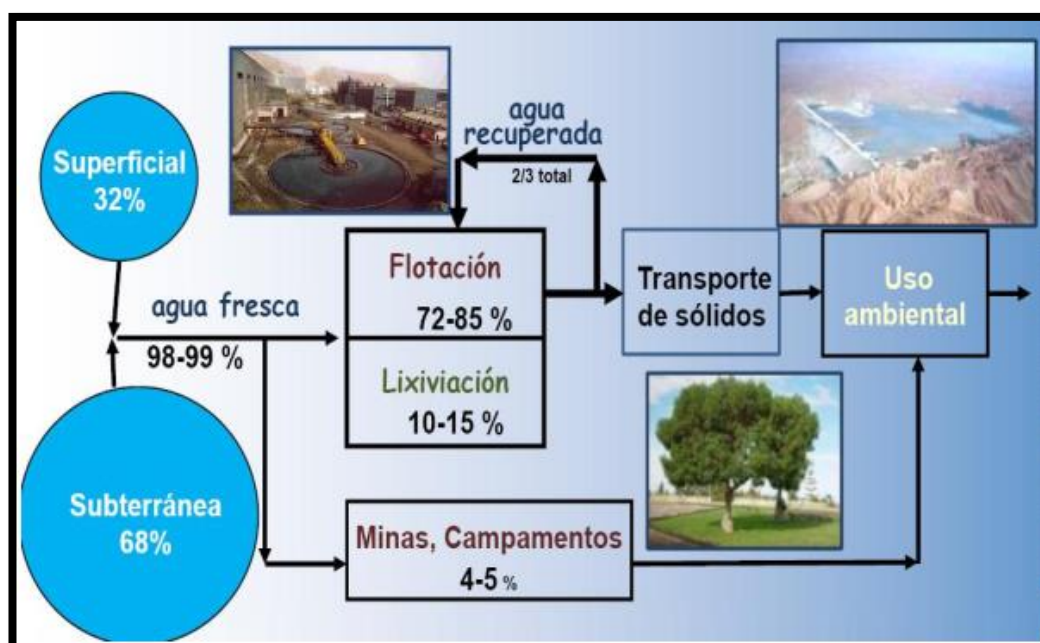 Superficial
32%
agua fresca
98-99 %
Subterránea
68%
agua
recuperada
2/3 total
Flotación
72-85 %
Lixiviación
10-15 %
Minas, Campamentos
4-5 %
Transporte
de sólidos
Uso
ambiental